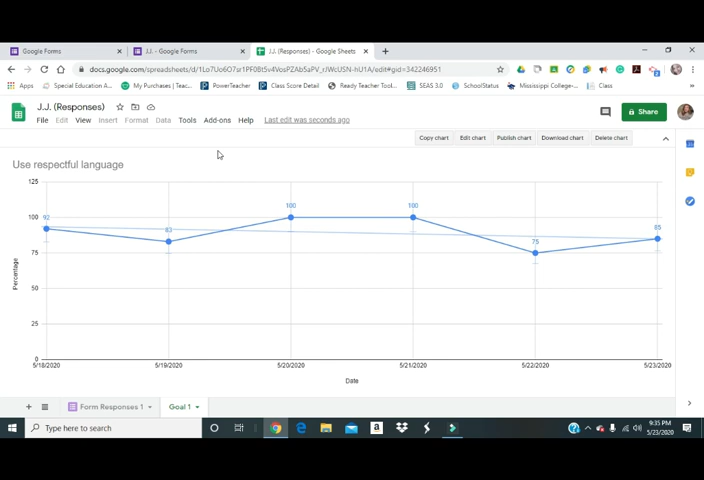 Google Forms
J.J. - Google Forms
J.J. (Responses) - Google Sheets
docs.google.com/spreadsheets/d/1Lo7Uo6O7sr1PF08t5v4VosPZAb5aPV_rJWcUSN-hU1A/edit#gid=342246951
Apps
Special Education A...
My Purchases | Teac...
PowerTeacher
Class Score Detail
Ready Teacher Tool...
SEAS 3.0
SchoolStatus
Mississippi College-...
Class
J.J. (Responses)
Share
File Edit View Insert Format Data Tools Add-ons Help Last edit was seconds ago
Copy chart
Edit chart
Publish chart
Download chart
Delete chart
Use respectful language
125
100
75
50
25
0
Percentage
92
83
100
100
75
85
5/18/2020
5/19/2020
5/20/2020
5/21/2020
5/22/2020
5/23/2020
Date
Form Responses 1
Goal 1
Type here to search
9:35 PM
5/23/2020